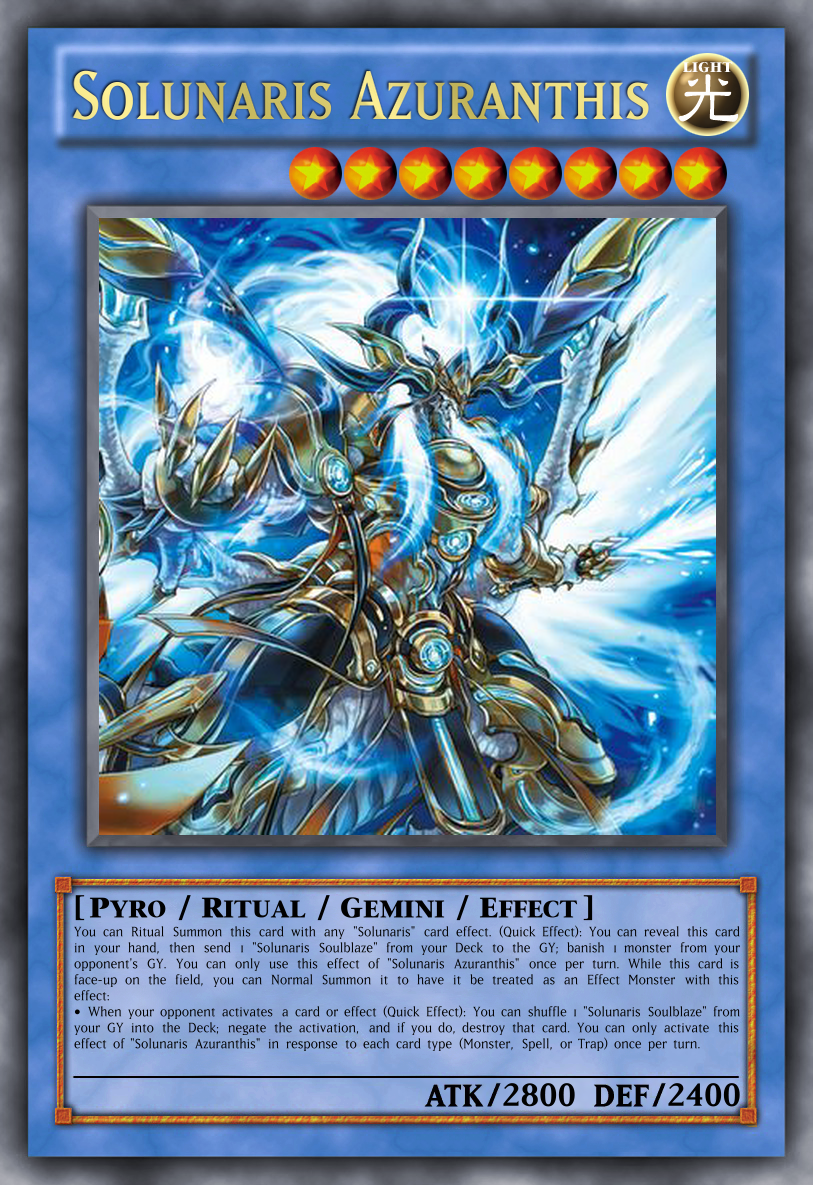 SOLUNARIS AZURANTHIS
LIGHT
光
[ PYRO / RITUAL / GEMINI / EFFECT ]
You can Ritual Summon this card with any "Solunaris" card effect. (Quick Effect): You can reveal this card
in your hand, then send 1 "Solunaris Soulblaze" from your Deck to the GY; banish 1 monster from your
opponent's GY. You can only use this effect of "Solunaris Azuranthis" once per turn. While this card is
face-up on the field, you can Normal Summon it to have it be treated as an Effect Monster with this
effect:
• When your opponent activates a card or effect (Quick Effect): You can shuffle 1 "Solunaris Soulblaze" from
your GY into the Deck; negate the activation, and if you do, destroy that card. You can only activate this
effect of "Solunaris Azuranthis" in response to each card type (Monster, Spell, or Trap) once per turn.
ATK/2800 DEF/2400